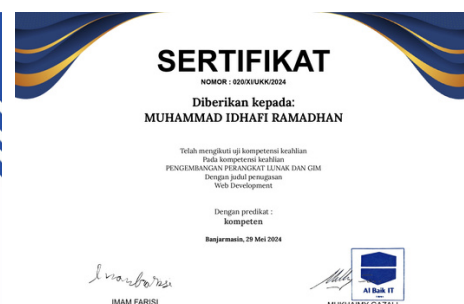 SERTIFIKAT
NOMOR : 020/XI/UKK/2024
Diberikan kepada:
MUHAMMAD IDHAFI RAMADHAN
Telah mengikuti uji kompetensi keahlian
Pada kompetensi keahlian
PENGEMBANGAN PERANGKAT LUNAK DAN GIM
Dengan judul penugasan
Web Development
Dengan predikat :
kompeten
Banjarmasin, 29 Mei 2024
Al Baik IT
IMAM FARISI